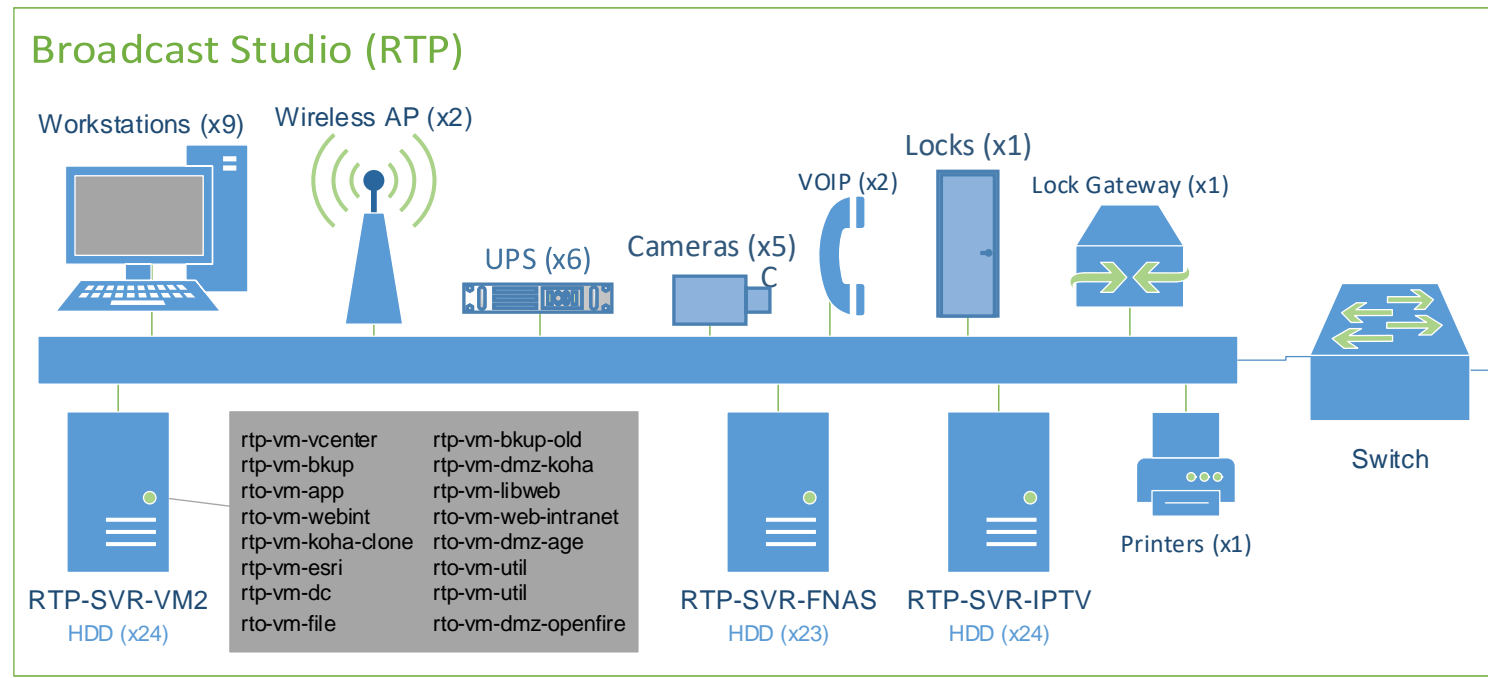 Broadcast Studio (RTP)
Workstations (x9)
Wireless AP (x2)
UPS (x6)
Cameras (x5)
C
VOIP (x2)
Locks (x1)
Lock Gateway (x1)
Switch
RTP-SVR-VM2
HDD (x24)
rtp-vm-vcenter
rtp-vm-bkup
rto-vm-app
rto-vm-webint
rtp-vm-koha-clone
rtp-vm-esri
rtp-vm-dc
rto-vm-file
rtp-vm-bkup-old
rtp-vm-dmz-koha
rtp-vm-libweb
rto-vm-web-intranet
rto-vm-dmz-age
rto-vm-util
rtp-vm-util
rto-vm-dmz-openfire
RTP-SVR-FNAS
HDD (x23)
RTP-SVR-IPTV
HDD (x24)
Printers (x1)